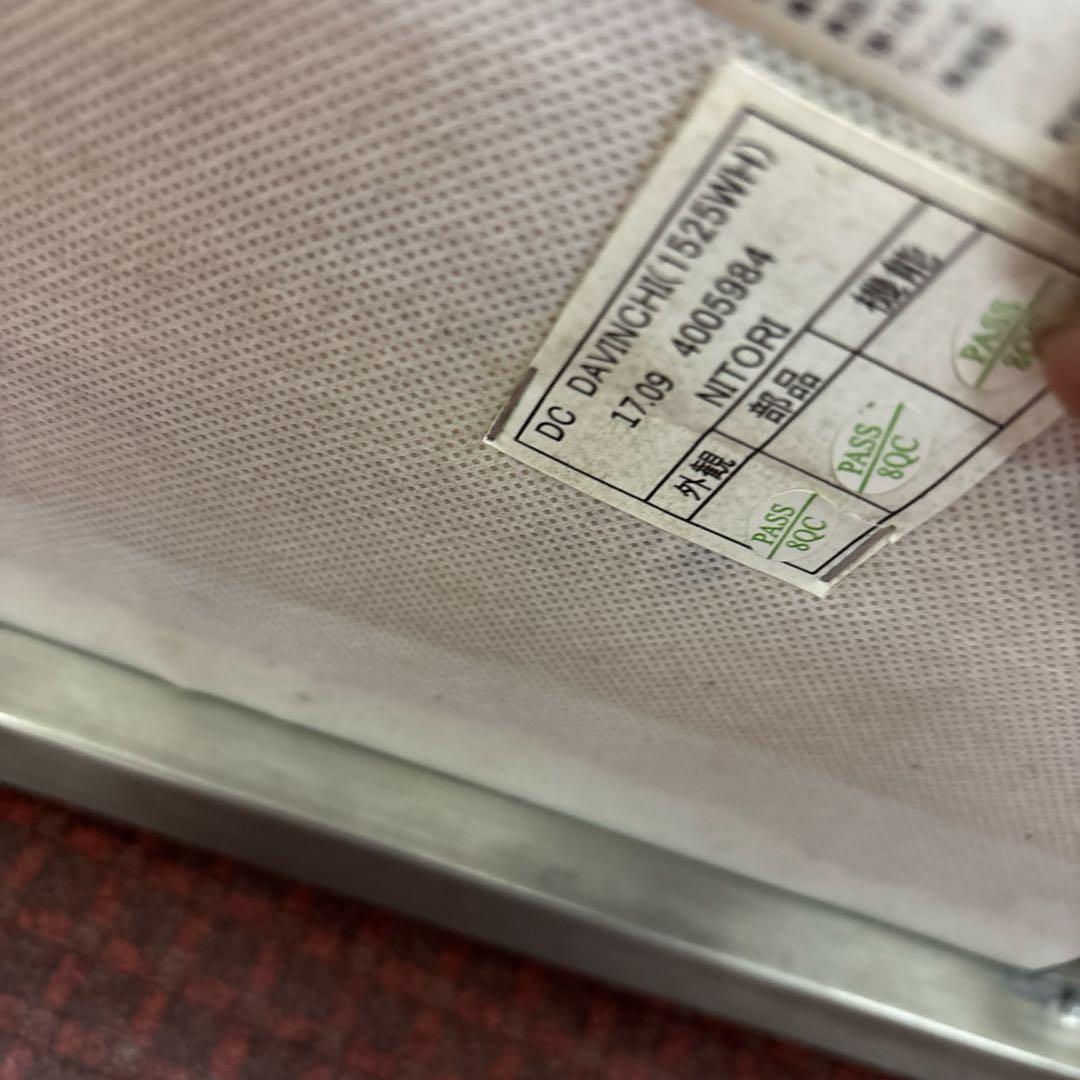 DC DAVINCHI(1525WH)
17.09 4005984
NITORI
外観 部品 機能
PASS PASS PASS
8QC 8QC